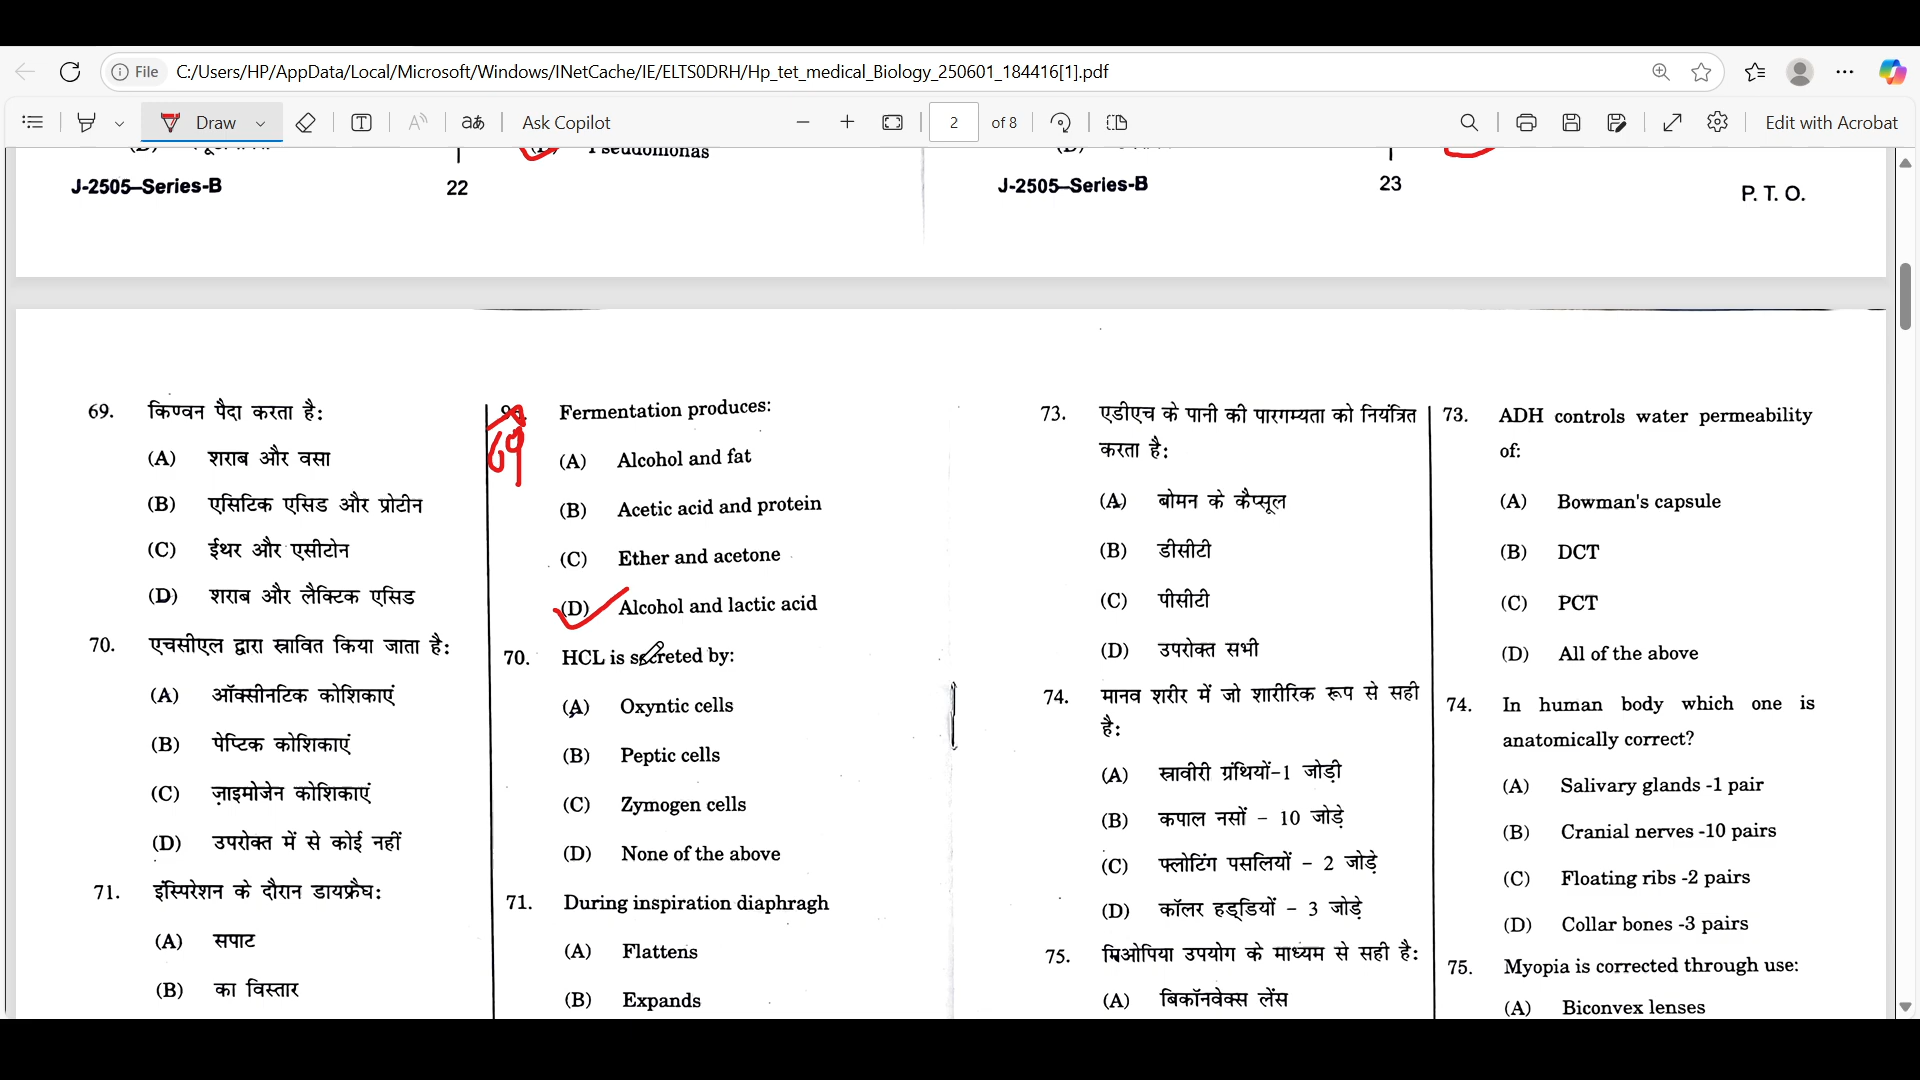 File C:/Users/HP/AppData/Local/Microsoft/Windows/INetCache/IE/ELTS0DRH/Hp_tet_medical_Biology_250601_184416[1].pdf
Draw T aあ Ask Copilot 2 of 8 Edit with Acrobat
Pseudomonas
J-2505–Series-B 22
J-2505–Series-B 23 P. T. O.
69. किण्वन पैदा करता है:
(A) शराब और वसा
(B) एसिटिक एसिड और प्रोटीन
(C) ईथर और एसीटोन
(D) शराब और लैक्टिक एसिड
70. एचसीएल द्वारा स्रावित किया जाता है:
(A) ऑक्सीनटिक कोशिकाएं
(B) पेप्टिक कोशिकाएं
(C) ज़ाइमोजेन कोशिकाएं
(D) उपरोक्त में से कोई नहीं
71. इंस्पिरेशन के दौरान डायफ्रैघ:
(A) सपाट
(B) का विस्तार
69
Fermentation produces:
(A) Alcohol and fat
(B) Acetic acid and protein
(C) Ether and acetone
(D) Alcohol and lactic acid
70. HCL is secreted by:
(A) Oxyntic cells
(B) Peptic cells
(C) Zymogen cells
(D) None of the above
71. During inspiration diaphragh
(A) Flattens
(B) Expands
73. एडीएच के पानी की पारगम्यता को नियंत्रित
करता है:
(A) बोमन के कैप्सूल
(B) डीसीटी
(C) पीसीटी
(D) उपरोक्त सभी
74. मानव शरीर में जो शारीरिक रूप से सही
है:
(A) स्रावीरी ग्रंथियों-1 जोड़ी
(B) कपाल नसों - 10 जोड़े
(C) फ्लोटिंग पसलियों - 2 जोड़े
(D) कॉलर हड्डियों - 3 जोड़े
75. मिओपिया उपयोग के माध्यम से सही है:
(A) बिकॉनवेक्स लेंस
73. ADH controls water permeability
of:
(A) Bowman's capsule
(B) DCT
(C) PCT
(D) All of the above
74. In human body which one is
anatomically correct?
(A) Salivary glands -1 pair
(B) Cranial nerves -10 pairs
(C) Floating ribs -2 pairs
(D) Collar bones -3 pairs
75. Myopia is corrected through use:
(A) Biconvex lenses